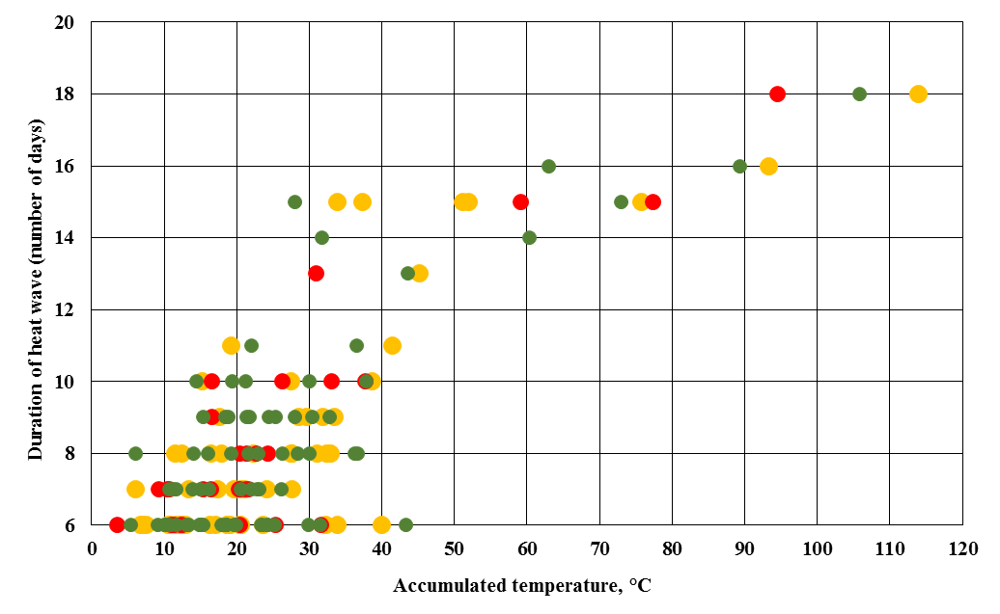 20
18
16
14
12
10
8
6
Duration of heat wave (number of days)
0 10 20 30 40 50 60 70 80 90 100 110 120
Accumulated temperature, °C